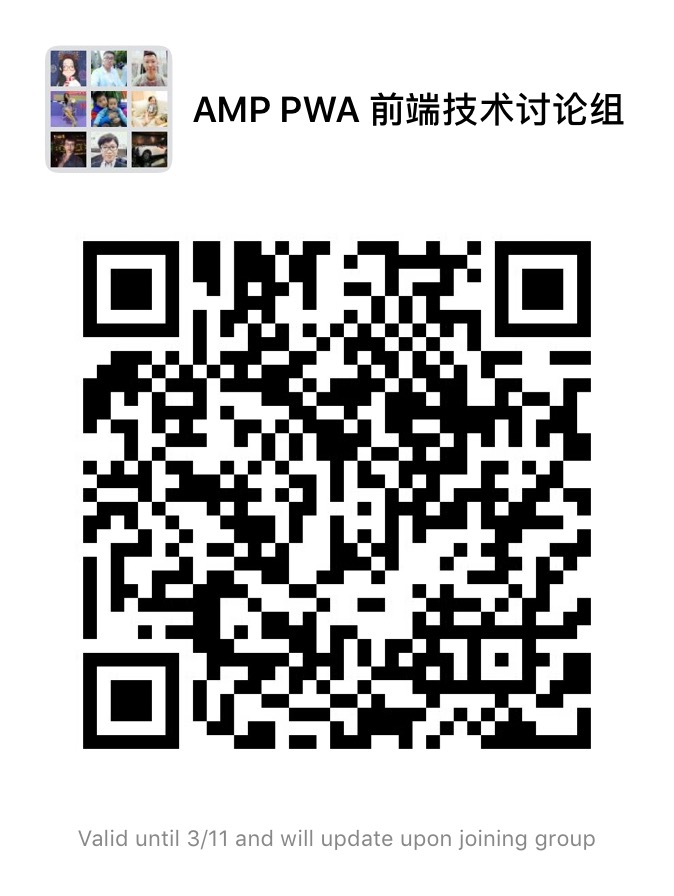 AMP PWA 前端技术讨论组
Valid until 3/11 and will update upon joining group